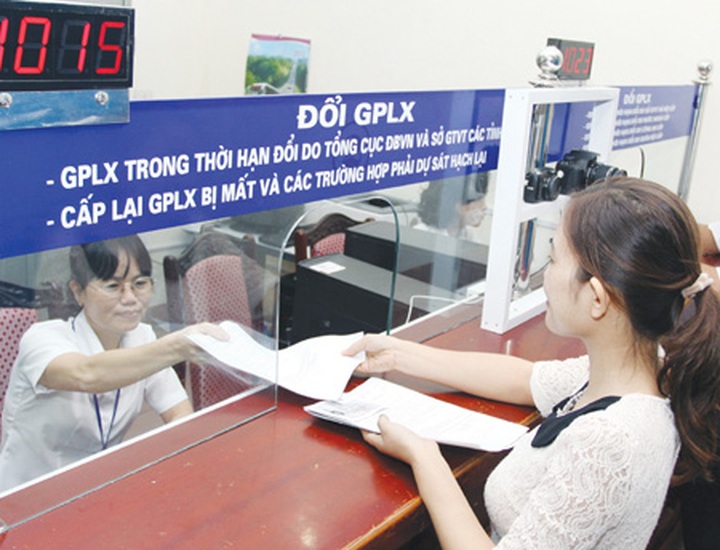 1015
1023
ĐỔI GPLX
- GPLX TRONG THỜI HẠN ĐỔI DO TỔNG CỤC ĐBVN VÀ SỞ GTVT CÁC TỈNH
- CẤP LẠI GPLX BỊ MẤT VÀ CÁC TRƯỜNG HỢP PHẢI DỰ SÁT HẠCH LẠI
ĐỔI GPLX